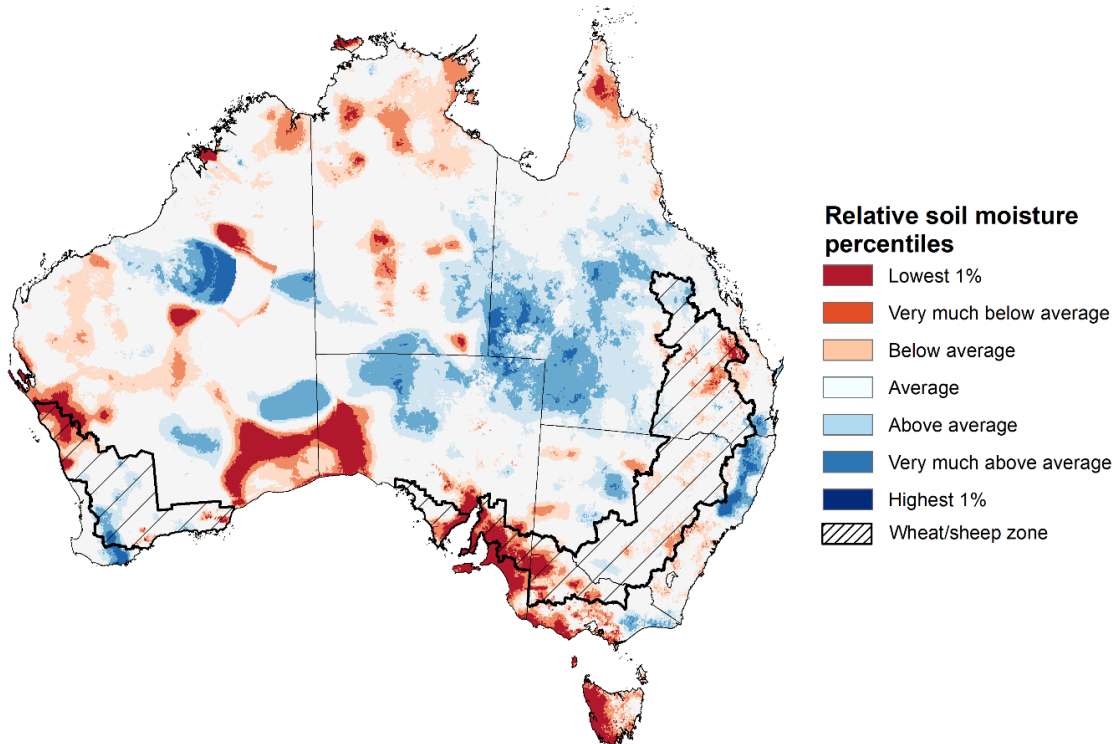 Relative soil moisture
percentiles
Lowest 1%
Very much below average
Below average
Average
Above average
Very much above average
Highest 1%
Wheat/sheep zone